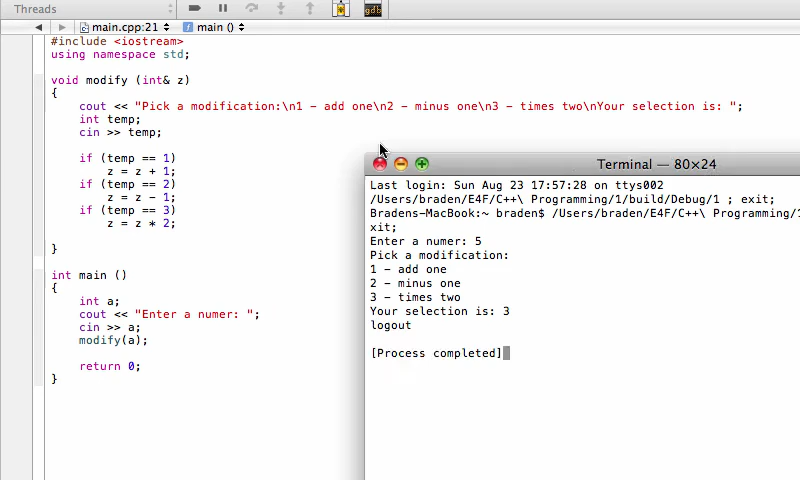 Threads
main.cpp:21 main ()
#include <iostream>
using namespace std;
void modify (int& z)
{
cout << "Pick a modification:\n1 - add one\n2 - minus one\n3 - times two\nYour selection is: ";
int temp;
cin >> temp;
if (temp == 1)
z = z + 1;
if (temp == 2)
z = z - 1;
if (temp == 3)
z = z * 2;
}
int main ()
{
int a;
cout << "Enter a numer: ";
cin >> a;
modify(a);
return 0;
}
gdb
Terminal — 80×24
Last login: Sun Aug 23 17:57:28 on ttys002
/Users/braden/E4F/C++\ Programming/1/build/Debug/1 ; exit;
Bradens-MacBook:~ braden$ /Users/braden/E4F/C++\ Programming/1
xit;
Enter a numer: 5
Pick a modification:
1 - add one
2 - minus one
3 - times two
Your selection is: 3
logout
[Process completed]